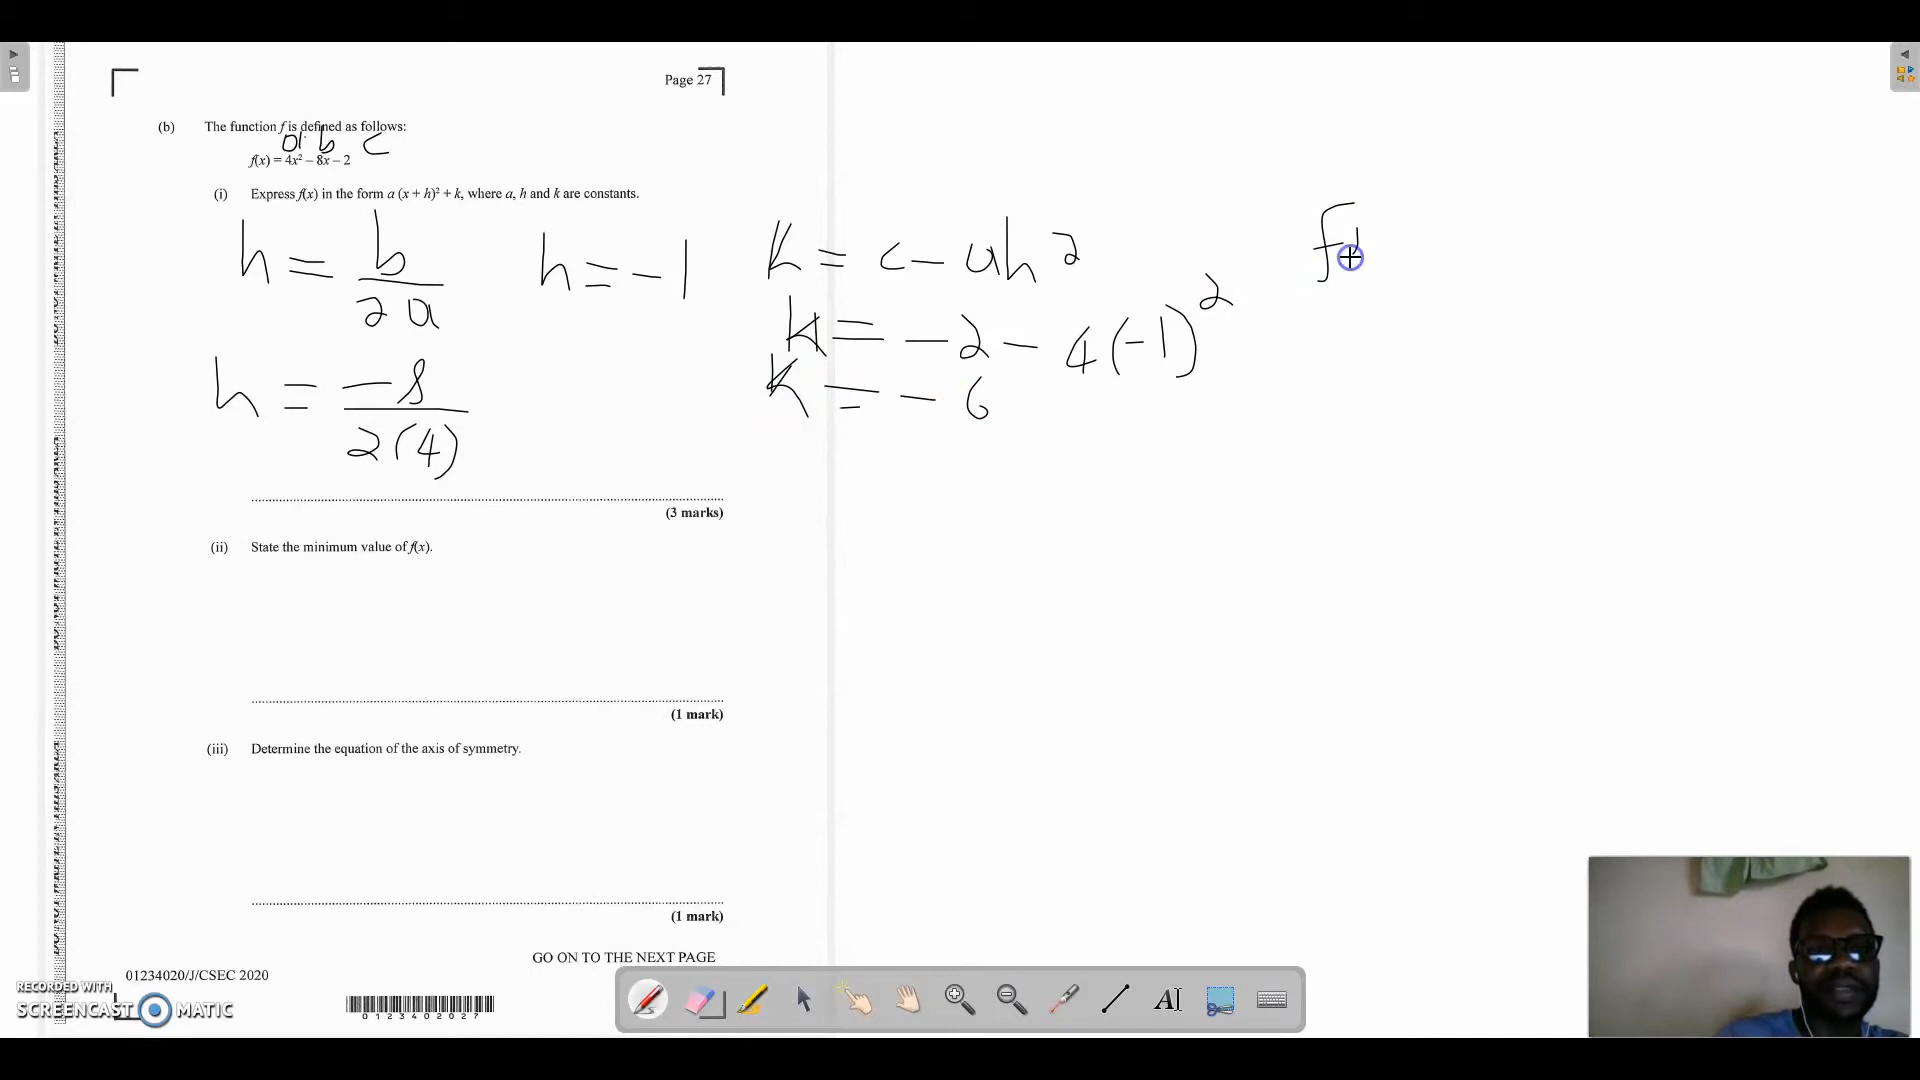 Page 27
(b) The function f is defined as follows:
a b c
f(x) = 4x² – 8x – 2
(i) Express f(x) in the form a (x + h)² + k, where a, h and k are constants.
h = b/2a
h = -8/2(4)
h = -1
K = c - ah²
K = -2 - 4(-1)²
K = -6
f
(3 marks)
(ii) State the minimum value of f(x).
(1 mark)
(iii) Determine the equation of the axis of symmetry.
(1 mark)
GO ON TO THE NEXT PAGE
01234020/J/CSEC 2020
0123402027
RECORDED WITH
SCREENCAST MATIC
A